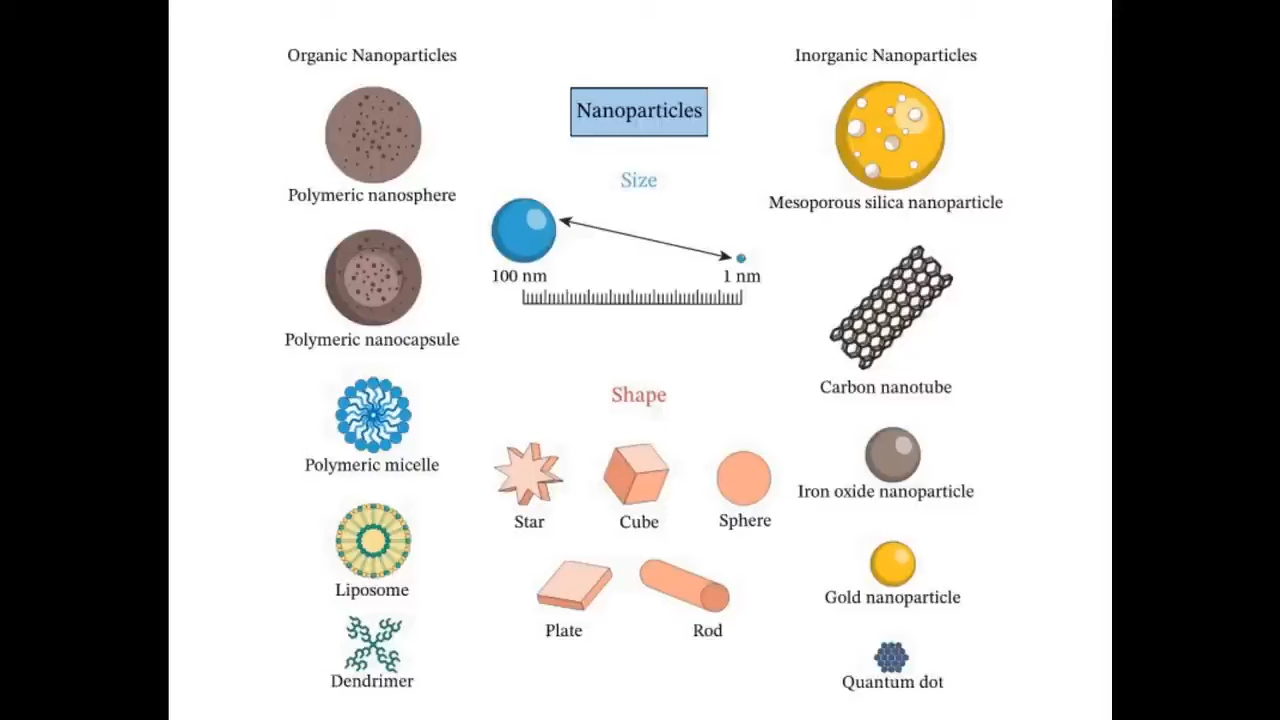 Organic Nanoparticles
Polymeric nanosphere
Polymeric nanocapsule
Polymeric micelle
Liposome
Dendrimer
Nanoparticles
Size
100 nm
1 nm
Shape
Star
Cube
Sphere
Plate
Rod
Inorganic Nanoparticles
Mesoporous silica nanoparticle
Carbon nanotube
Iron oxide nanoparticle
Gold nanoparticle
Quantum dot